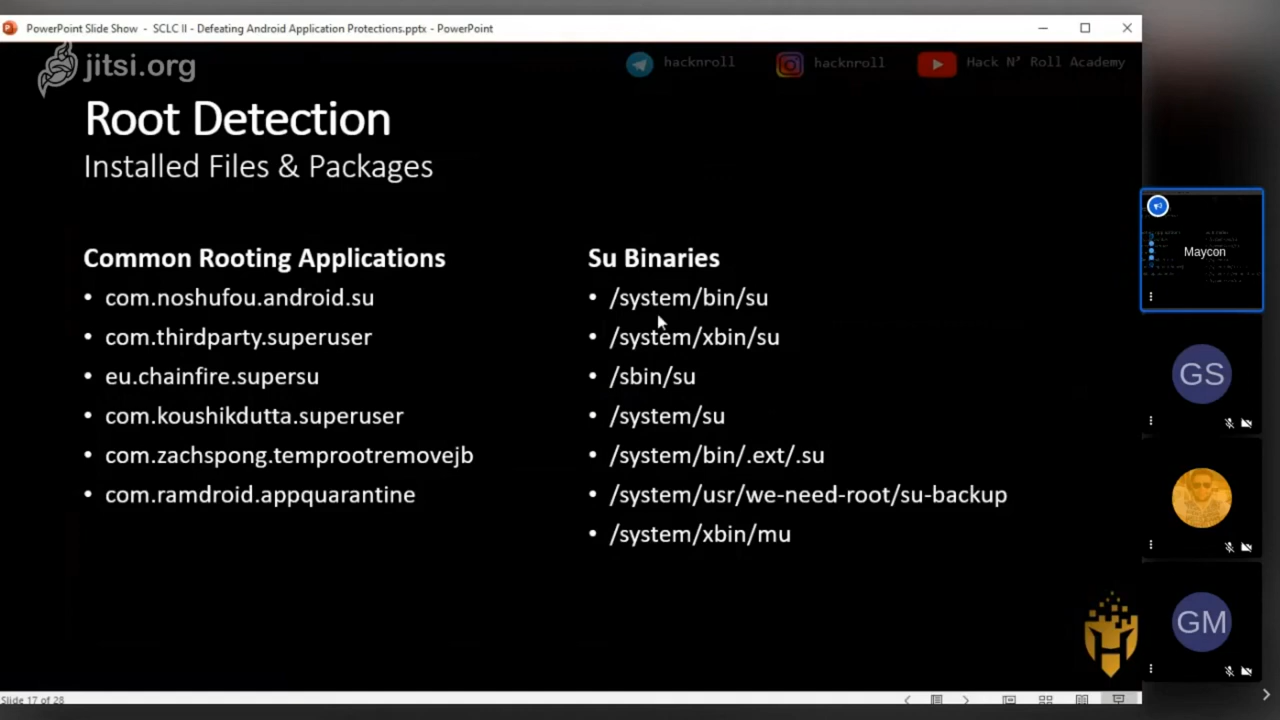 PowerPoint Slide Show - SCLC II - Defeating Android Application Protections.pptx - PowerPoint
jitsi.org
hacknroll
hacknroll
Hack N' Roll Academy
Root Detection
Installed Files & Packages
Common Rooting Applications
• com.noshufou.android.su
• com.thirdparty.superuser
• eu.chainfire.supersu
• com.koushikdutta.superuser
• com.zachspong.temprootremovejb
• com.ramdroid.appquarantine
Su Binaries
• /system/bin/su
• /system/xbin/su
• /sbin/su
• /system/su
• /system/bin/.ext/.su
• /system/usr/we-need-root/su-backup
• /system/xbin/mu
Maycon
GS
GM
Slide 17 of 28